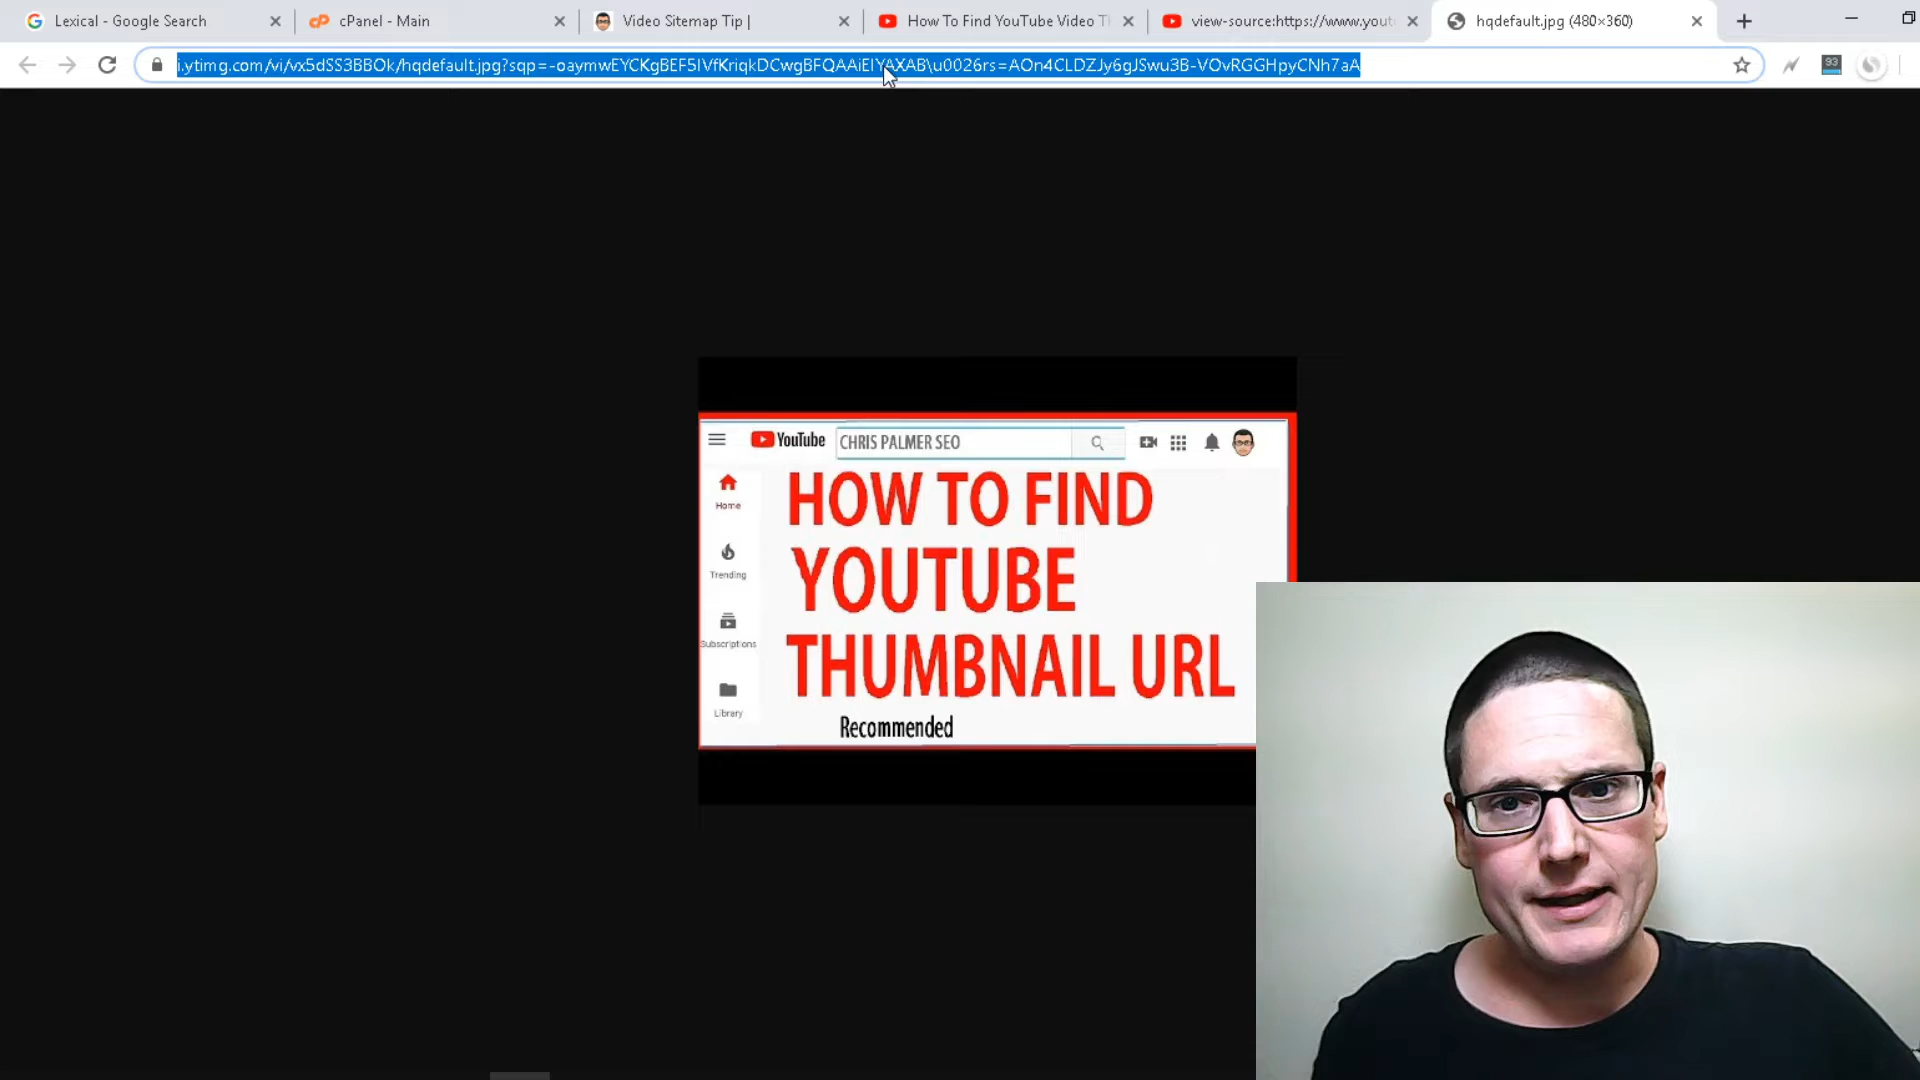 Lexical - Google Search
cPanel - Main
Video Sitemap Tip |
How To Find YouTube Video T
view-source:https://www.yout
hqdefault.jpg (480×360)
i.ytimg.com/vi/vx5dSS3BBOk/hqdefault.jpg?sqp=-oaymwEYCKgBEF5IVfKriqkDCwgBFQAAiEIYAXAB\u0026rs=AOn4CLDZJy6gJSwu3B-VOvRGGHpyCNh7aA
93
YouTube
CHRIS PALMER SEO
Home
Trending
Subscriptions
Library
HOW TO FIND
YOUTUBE
THUMBNAIL URL
Recommended